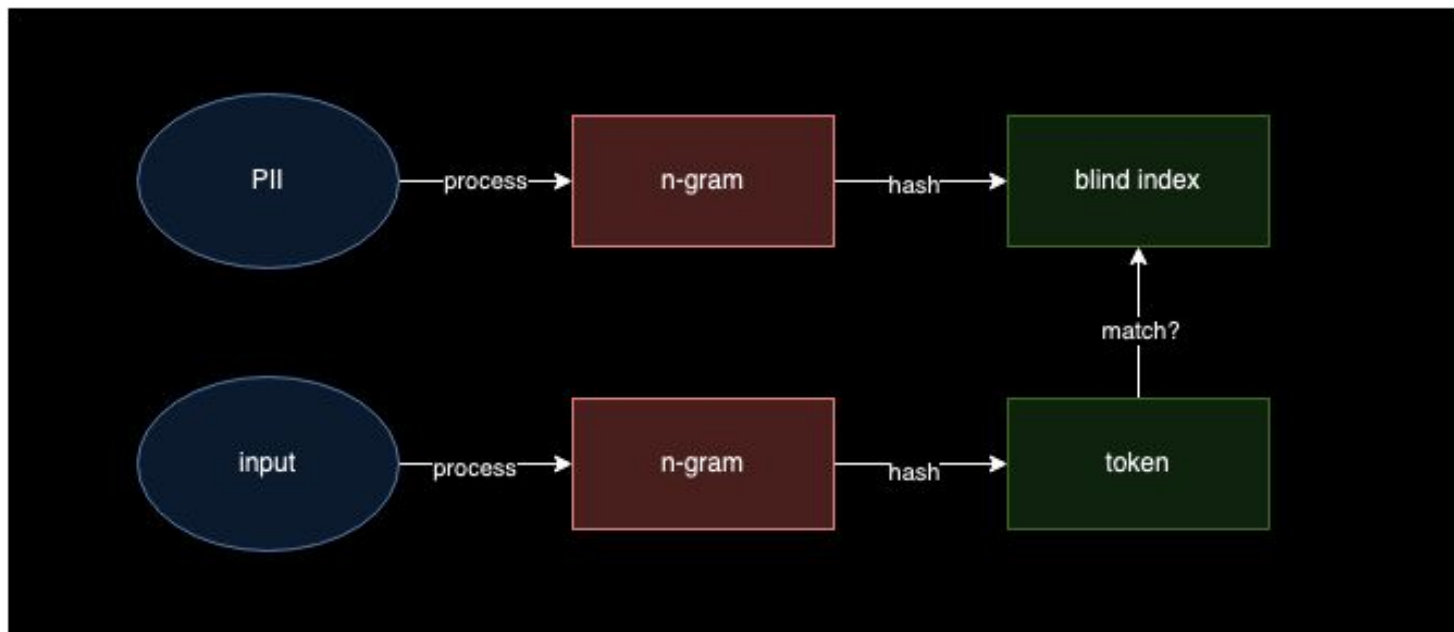 PII
process
n-gram
hash
blind index
match?
input
process
n-gram
hash
token